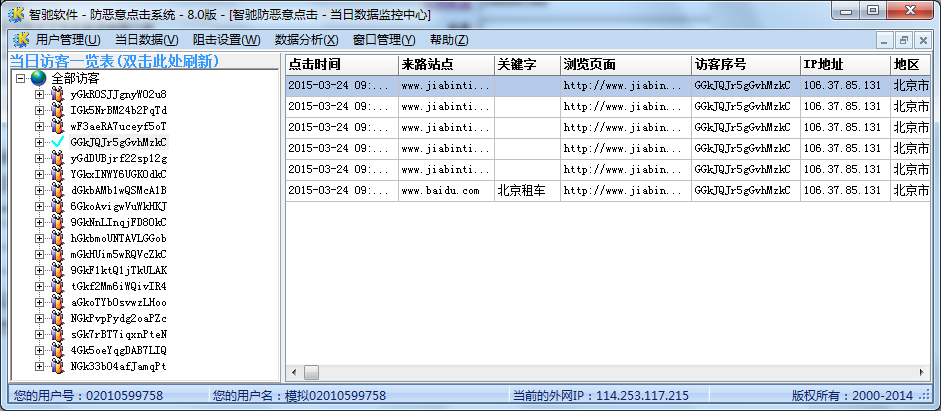 智驰软件 - 防恶意点击系统 - 8.0版 - [智驰防恶意点击 - 当日数据监控中心]
用户管理(U) 当日数据(V) 阻击设置(W) 数据分析(X) 窗口管理(Y) 帮助(Z)
当日访客一览表(双击此处刷新)
全部访客
yGkROSJJgnyW02u8
IGk5NrBM24b2PqTd
wF3aeRA7uceyf5oT
GGkJQJr5gGvhMzkC
yGdDUBjrf22sp12g
YGkxINWY6UGKOdkC
dGkbAMb1wQSMcA1B
6GkoAvigwVuWkHKJ
9GkNnLInqjFD8OkC
hGkbmoUNTAVLGGob
mGkHUim5wRQVcZkC
9GkF1ktQ1jTkULAK
tGkf2Mm6iWQivIR4
aGkoTYbOsvwzLHoo
NGkPvpPydg2oaPZc
sGk7rBT7iqxnPteN
4Gk5oeYqgDAB7LIQ
NGk33b04afJamqPt
点击时间 来路站点 关键字 浏览页面 访客序号 IP地址 地区
2015-03-24 09:... www.jiabinti... http://www.jiabin... GGkJQJr5gGvhMzkC 106.37.85.131 北京市
2015-03-24 09:... www.jiabinti... http://www.jiabin... GGkJQJr5gGvhMzkC 106.37.85.131 北京市
2015-03-24 09:... www.jiabinti... http://www.jiabin... GGkJQJr5gGvhMzkC 106.37.85.131 北京市
2015-03-24 09:... www.jiabinti... http://www.jiabin... GGkJQJr5gGvhMzkC 106.37.85.131 北京市
2015-03-24 09:... www.jiabinti... http://www.jiabin... GGkJQJr5gGvhMzkC 106.37.85.131 北京市
2015-03-24 09:... www.baidu.com 北京租车 http://www.jiabin... GGkJQJr5gGvhMzkC 106.37.85.131 北京市
您的用户号：02010599758 您的用户名：模拟02010599758 当前的外网IP：114.253.117.215 版权所有：2000-2014